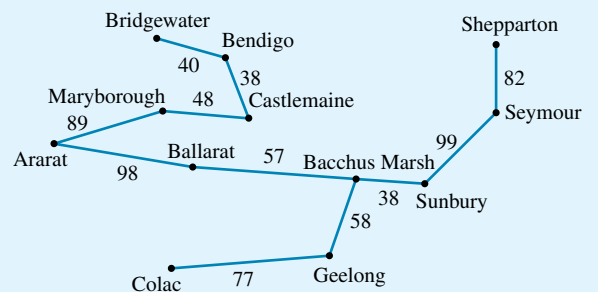 Bridgewater
Shepparton
Bendigo
40
38
82
Maryborough
48
Castlemaine
Seymour
89
Ararat
Ballarat
57
Bacchus Marsh
99
98
38
Sunbury
58
Colac
77
Geelong